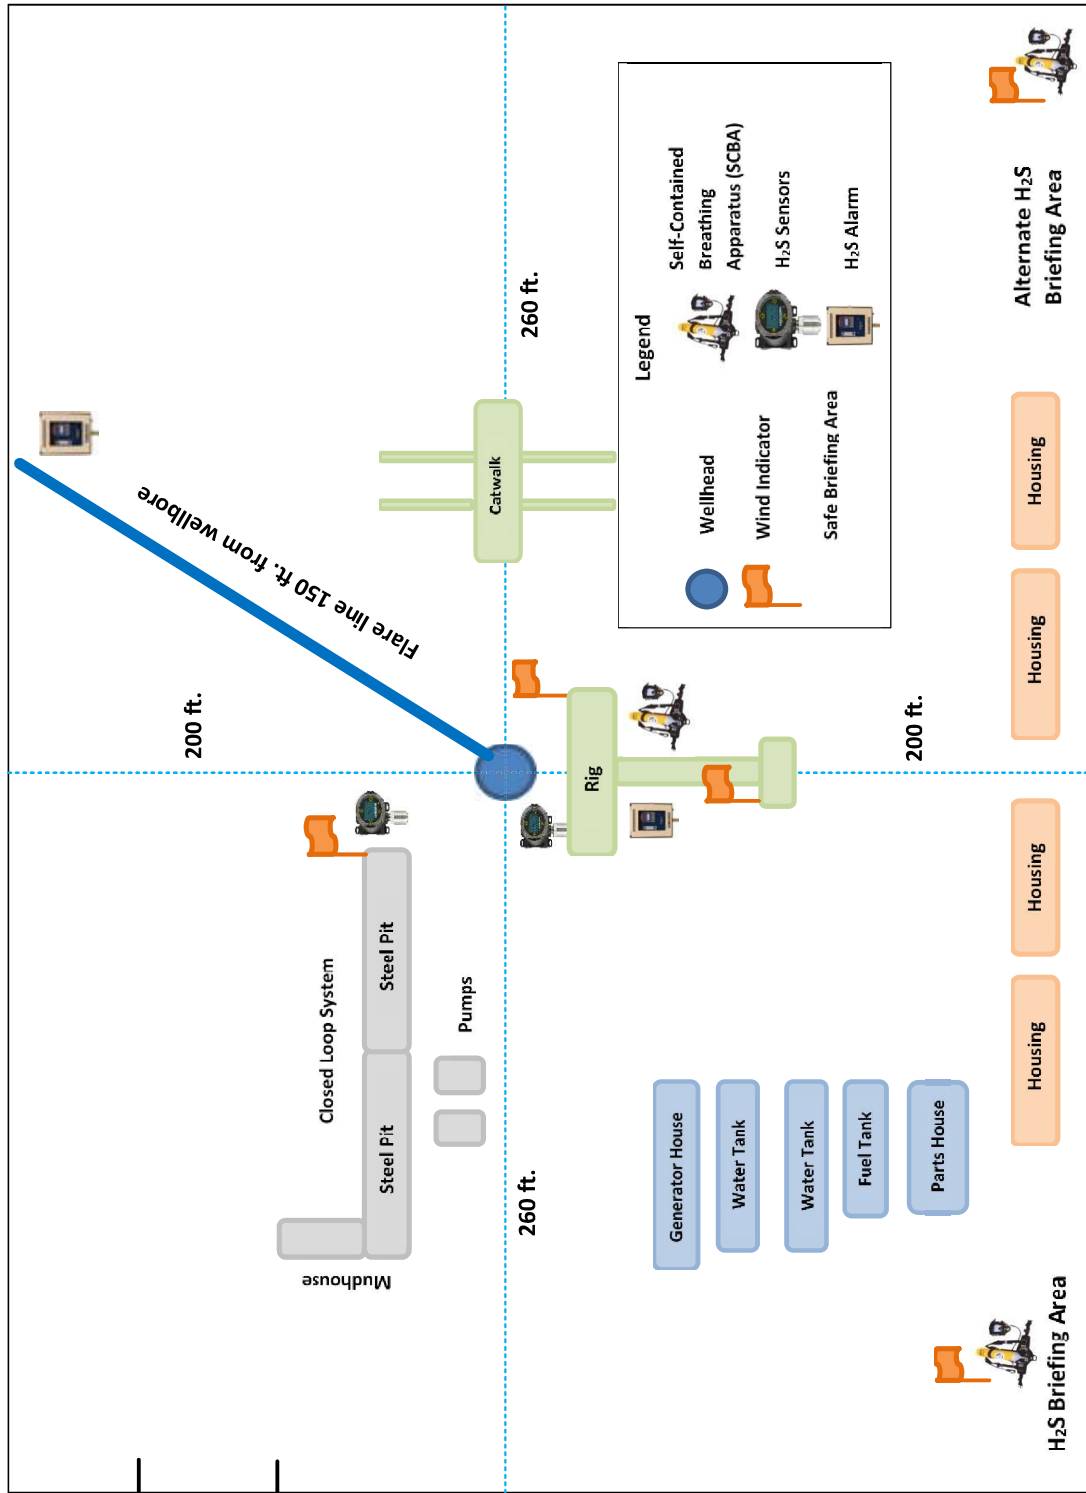 200 ft.
Flare line 150 ft. from wellbore
Mudhouse
Closed Loop System
Steel Pit
Steel Pit
Pumps
260 ft.
260 ft.
Catwalk
Rig
Generator House
Water Tank
Water Tank
Fuel Tank
Parts House
200 ft.
Legend
Wellhead
Wind Indicator
Safe Briefing Area
Self-Contained
Breathing
Apparatus (SCBA)
H₂S Sensors
H₂S Alarm
H₂S Briefing Area
Housing
Housing
Housing
Housing
Alternate H₂S
Briefing Area